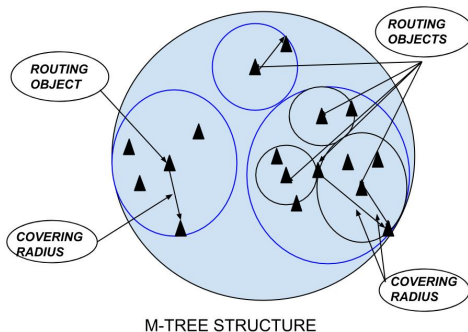 ROUTING
OBJECTS
ROUTING
OBJECT
COVERING
RADIUS
COVERING
RADIUS
M-TREE STRUCTURE